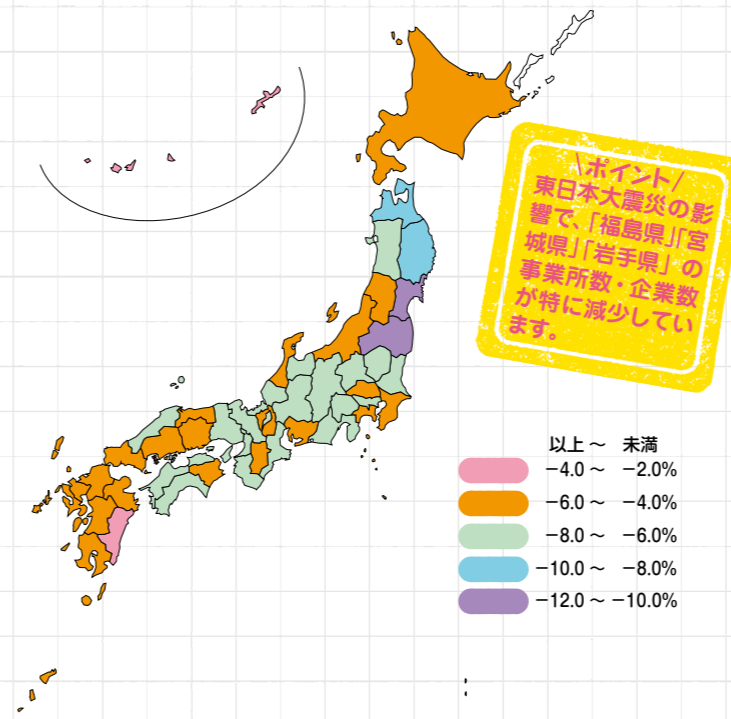 \ポイント/
東日本大震災の影
響で、「福島県」「宮
城県」「岩手県」の
事業所数・企業数
が特に減少してい
ます。
以上～ 未満
−4.0～ −2.0%
−6.0～ −4.0%
−8.0～ −6.0%
−10.0～ −8.0%
−12.0～−10.0%